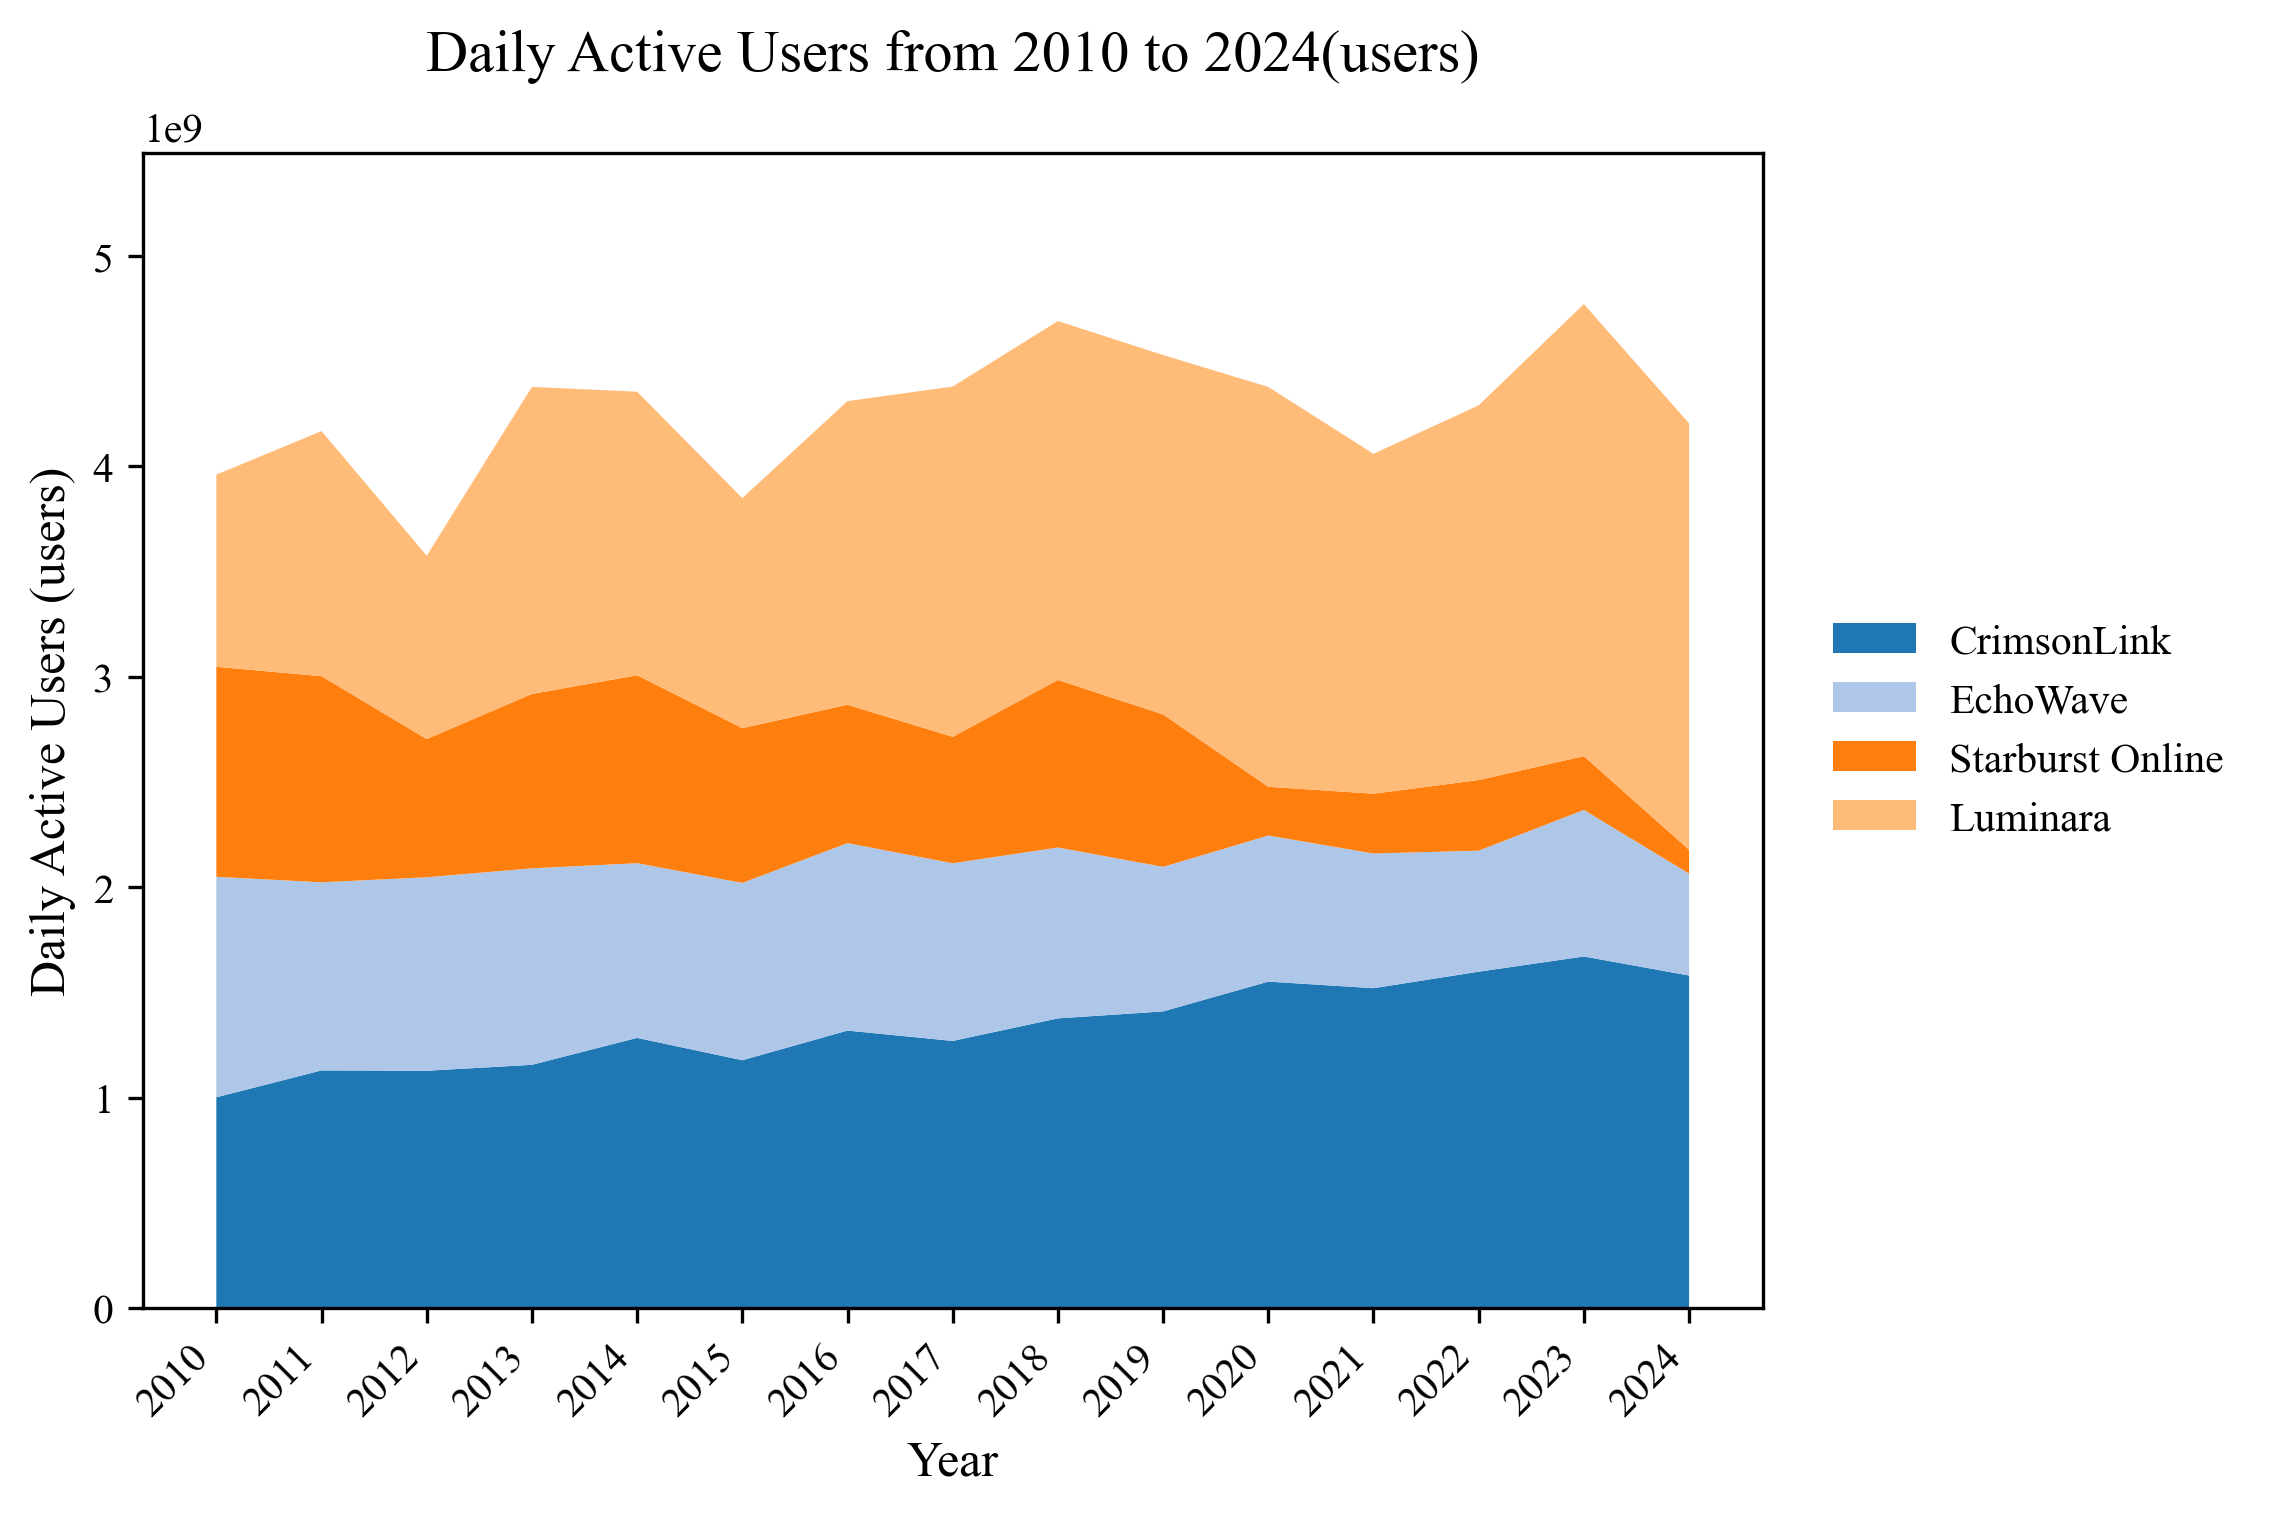 Daily Active Users from 2010 to 2024(users)
1e9
5
4
3
2
1
0
Daily Active Users (users)
2010
2011
2012
2013
2014
2015
2016
2017
2018
2019
2020
2021
2022
2023
2024
Year
CrimsonLink
EchoWave
Starburst Online
Luminara